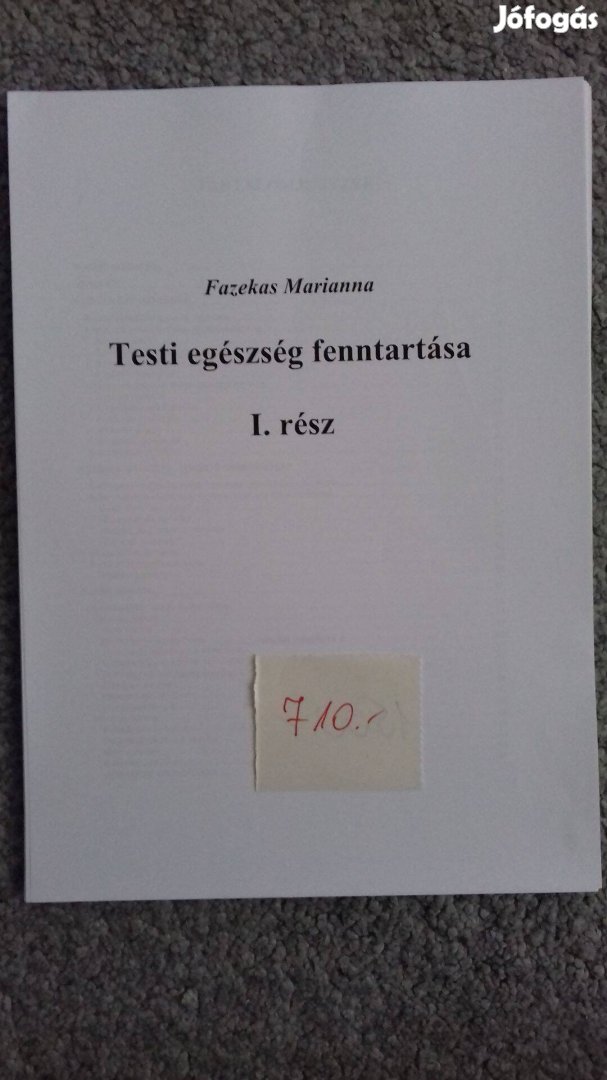 Jófogás
Fazekas Marianna
Testi egészség fenntartása
I. rész
710.-